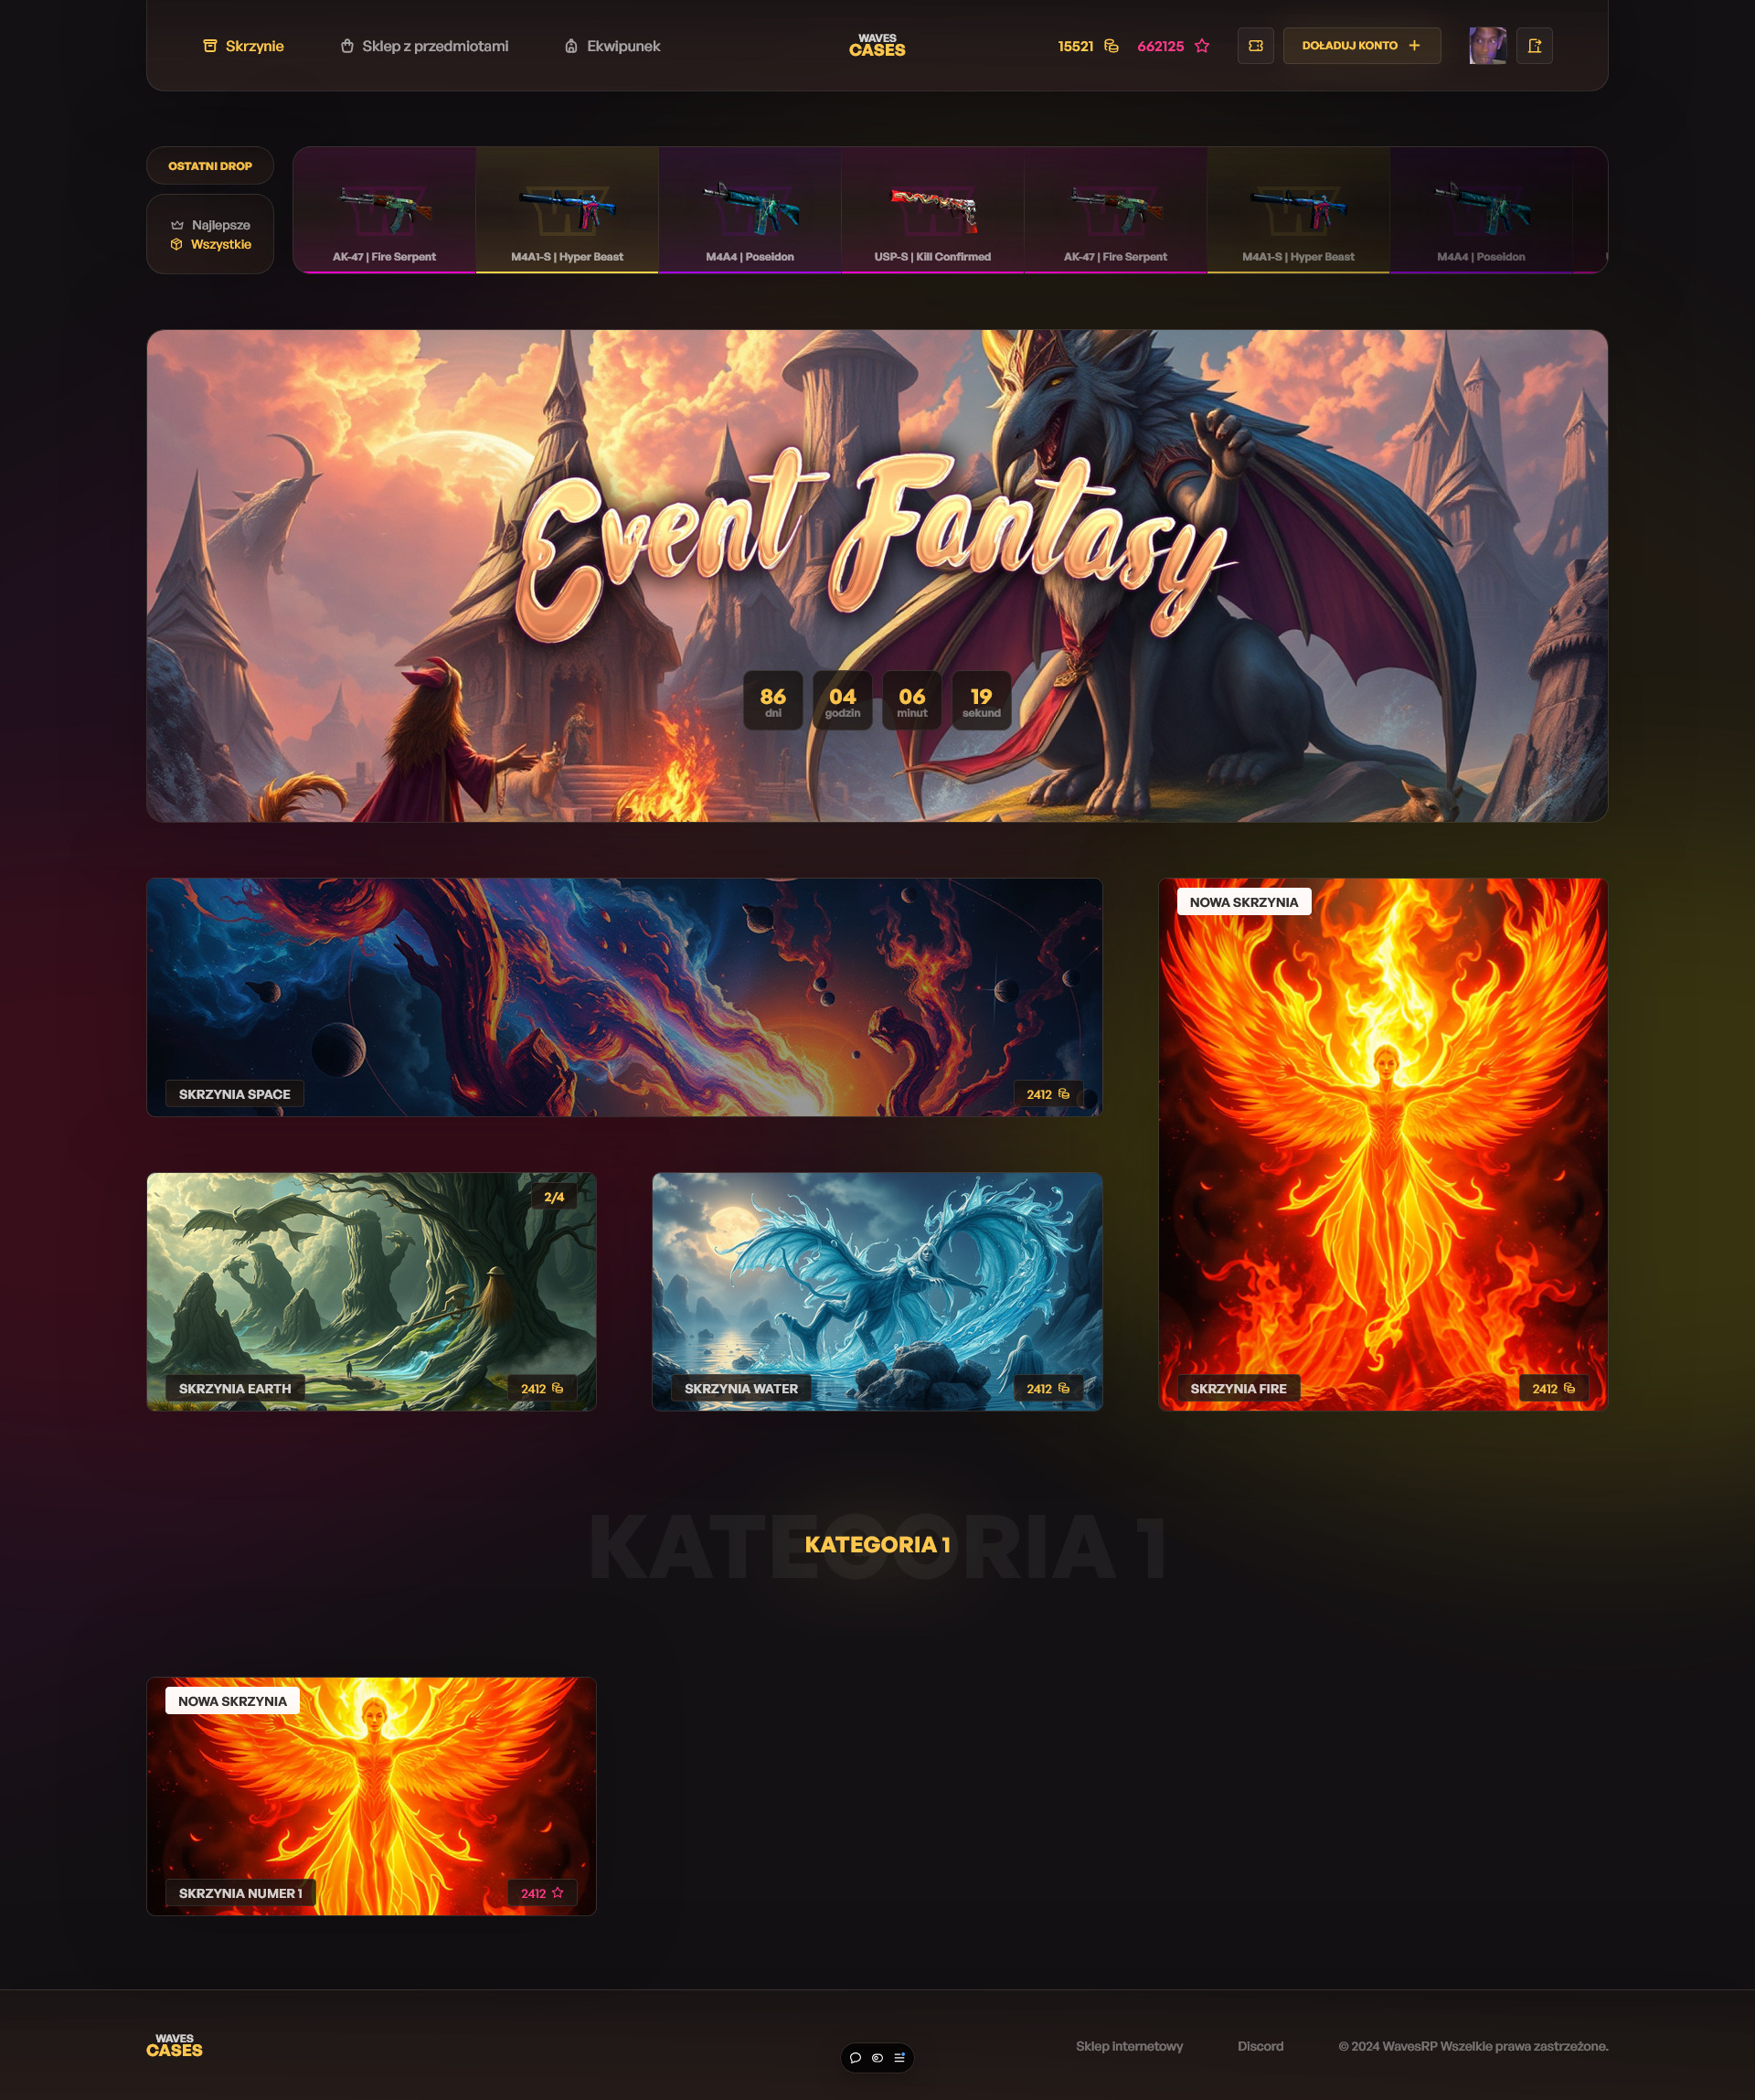 Skrzynie
Sklep z przedmiotami
Ekwipunek
WAVES
CASES
15521
662125
DOŁADUJ KONTO
OSTATNI DROP
Najlepsze
Wszystkie
AK-47 | Fire Serpent
M4A1-S | Hyper Beast
M4A4 | Poseidon
USP-S | Kill Confirmed
AK-47 | Fire Serpent
M4A1-S | Hyper Beast
M4A4 | Poseidon
Event Fantasy
86 04 06 19
dni godzin minut sekund
NOWA SKRZYNIA
SKRZYNIA SPACE
2412
2/4
SKRZYNIA EARTH
2412
SKRZYNIA WATER
2412
SKRZYNIA FIRE
2412
KATEGORIA 1
KATEGORIA 1
NOWA SKRZYNIA
SKRZYNIA NUMER 1
2412
WAVES
CASES
Sklep internetowy
Discord
© 2024 WavesRP Wszelkie prawa zastrzeżone.